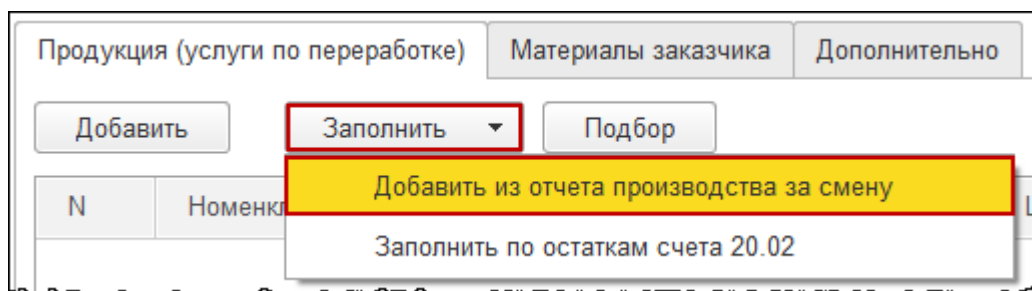 Продукция (услуги по переработке) Материалы заказчика Дополнительно
Добавить Заполнить Подбор
Добавить из отчета производства за смену
N
Заполнить по остаткам счета 20.02